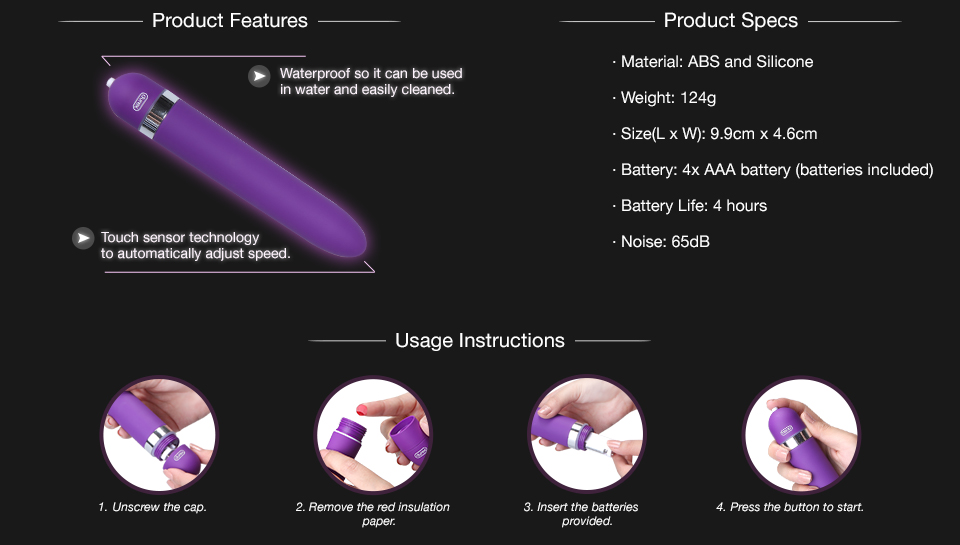 Product Features
Waterproof so it can be used
in water and easily cleaned.
Touch sensor technology
to automatically adjust speed.
Product Specs
· Material: ABS and Silicone
· Weight: 124g
· Size(L x W): 9.9cm x 4.6cm
· Battery: 4x AAA battery (batteries included)
· Battery Life: 4 hours
· Noise: 65dB
Usage Instructions
1. Unscrew the cap.
2. Remove the red insulation
paper.
3. Insert the batteries
provided.
4. Press the button to start.